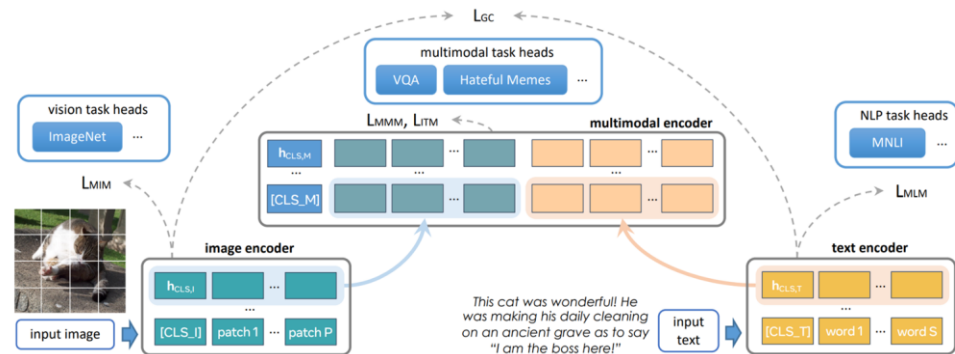 LGC
multimodal task heads
VQA
Hateful Memes
...
vision task heads
ImageNet
...
NLP task heads
MNLI
...
LMMM, LITM
multimodal encoder
hCLS,M
...
...
...
...
...
...
[CLS_M]
...
...
LMIM
LMLM
image encoder
hCLS,I
...
...
[CLS_I]
patch 1
...
patch P
input image
This cat was wonderful! He
was making his daily cleaning
on an ancient grave as to say
“I am the boss here!”
input
text
text encoder
hCLS,T
...
...
[CLS_T]
word 1
...
word S